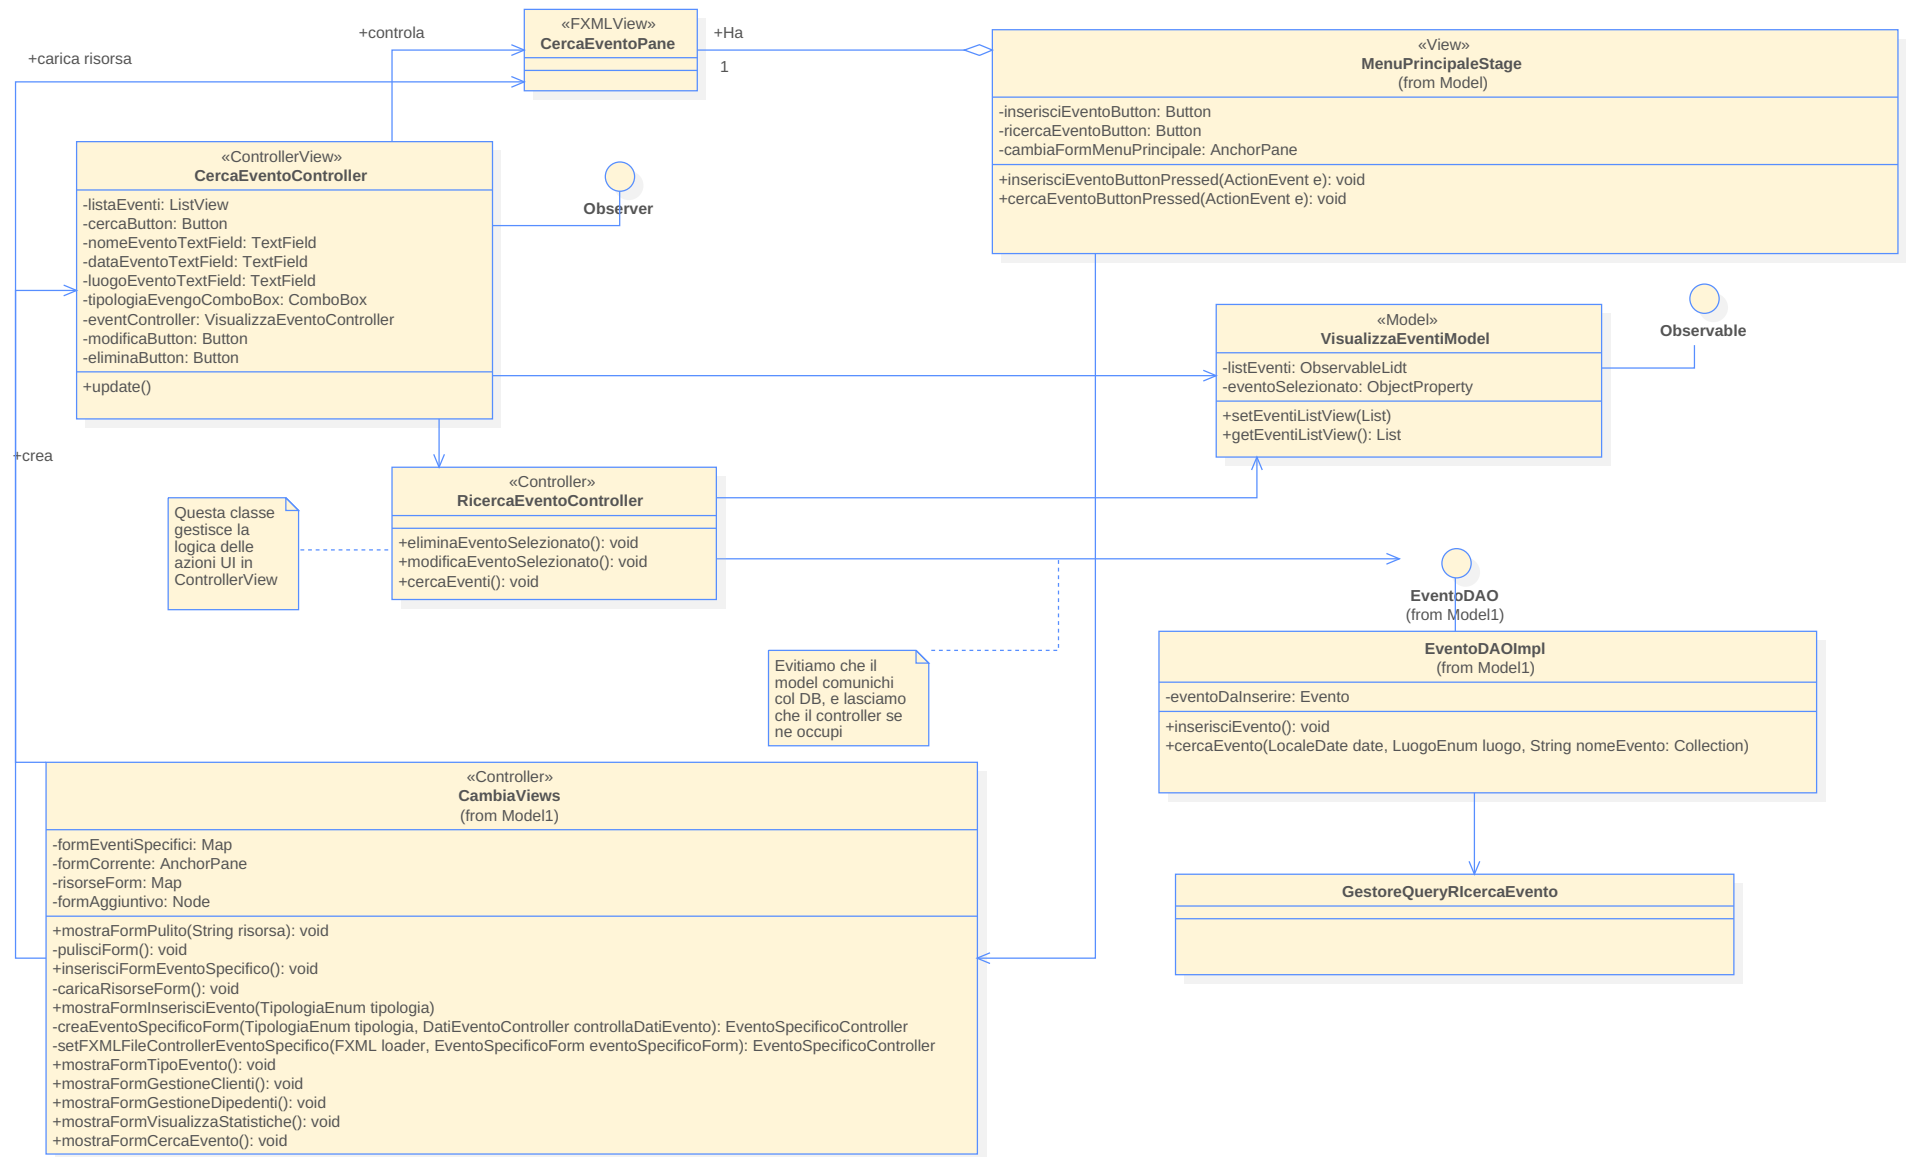 «FXMLView»
CercaEventoPane
+controla
+carica risorsa
+Ha
1
«View»
MenuPrincipaleStage
(from Model)
-inserisciEventoButton: Button
-ricercaEventoButton: Button
-cambiaFormMenuPrincipale: AnchorPane
+inserisciEventoButtonPressed(ActionEvent e): void
+cercaEventoButtonPressed(ActionEvent e): void
«ControllerView»
CercaEventoController
-listaEventi: ListView
-cercaButton: Button
-nomeEventoTextField: TextField
-dataEventoTextField: TextField
-luogoEventoTextField: TextField
-tipologiaEvengoComboBox: ComboBox
-eventController: VisualizzaEventoController
-modificaButton: Button
-eliminaButton: Button
+update()
Observer
«Model»
VisualizzaEventiModel
-listEventi: ObservableLidt
-eventoSelezionato: ObjectProperty
+setEventiListView(List)
+getEventiListView(): List
Observable
+crea
«Controller»
RicercaEventoController
+eliminaEventoSelezionato(): void
+modificaEventoSelezionato(): void
+cercaEventi(): void
Questa classe
gestisce la
logica delle
azioni UI in
ControllerView
Evitiamo che il
model comunichi
col DB, e lasciamo
che il controller se
ne occupi
EventoDAO
(from Model1)
EventoDAOImpl
(from Model1)
-eventoDaInserire: Evento
+inserisciEvento(): void
+cercaEvento(LocaleDate date, LuogoEnum luogo, String nomeEvento: Collection)
GestoreQueryRIcercaEvento
«Controller»
CambiaViews
(from Model1)
-formEventiSpecifici: Map
-formCorrente: AnchorPane
-risorseForm: Map
-formAggiuntivo: Node
+mostraFormPulito(String risorsa): void
-pulisciForm(): void
+inserisciFormEventoSpecifico(): void
-caricaRisorseForm(): void
+mostraFormInserisciEvento(TipologiaEnum tipologia)
-creaEventoSpecificoForm(TipologiaEnum tipologia, DatiEventoController controllaDatiEvento): EventoSpecificoController
-setFXMLFileControllerEventoSpecifico(FXML loader, EventoSpecificoForm eventoSpecificoForm): EventoSpecificoController
+mostraFormTipoEvento(): void
+mostraFormGestioneClienti(): void
+mostraFormGestioneDipedenti(): void
+mostraFormVisualizzaStatistiche(): void
+mostraFormCercaEvento(): void